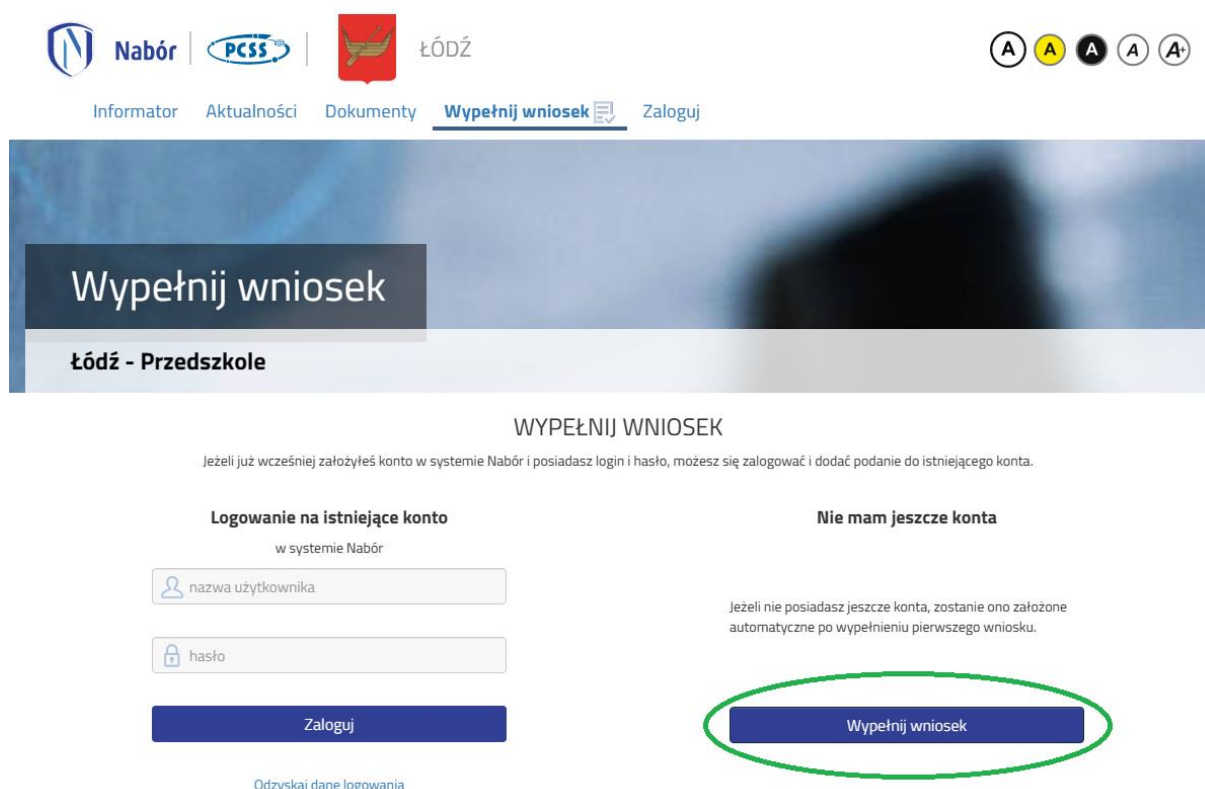 Nabór PCSS ŁÓDŹ A A A A A+
Informator Aktualności Dokumenty Wypełnij wniosek Zaloguj
Wypełnij wniosek
Łódź - Przedszkole
WYPEŁNIJ WNIOSEK
Jeżeli już wcześniej założyłeś konto w systemie Nabór i posiadasz login i hasło, możesz się zalogować i dodać podanie do istniejącego konta.
Logowanie na istniejące konto
w systemie Nabór
nazwa użytkownika
hasło
Zaloguj
Odzyskaj dane logowania
Nie mam jeszcze konta
Jeżeli nie posiadasz jeszcze konta, zostanie ono założone
automatyczne po wypełnieniu pierwszego wniosku.
Wypełnij wniosek